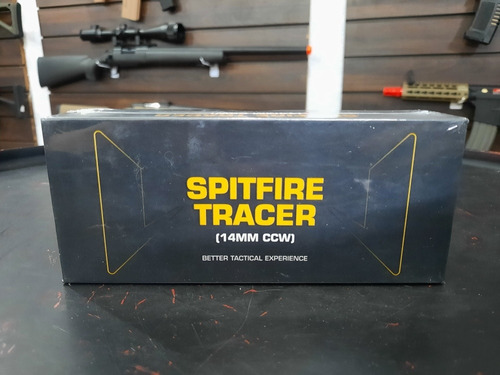 SPITFIRE
TRACER
(14MM CCW)
BETTER TACTICAL EXPERIENCE